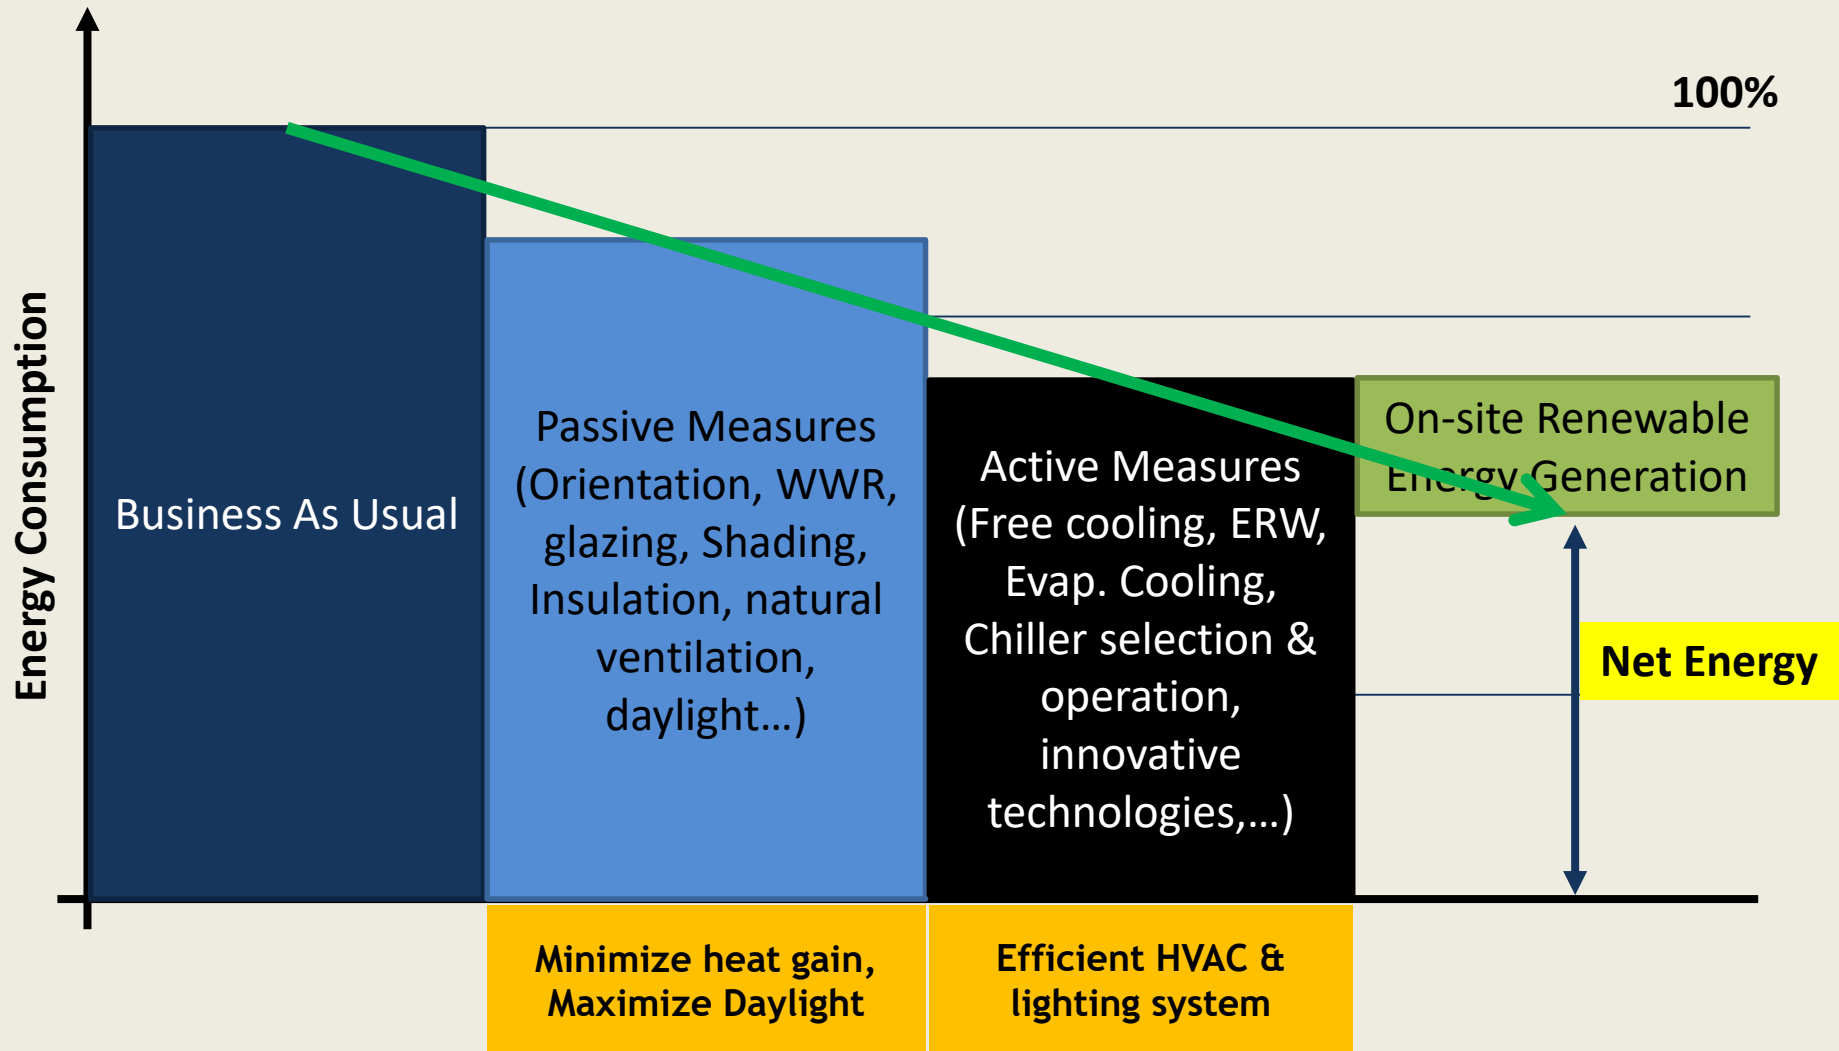 100%
Energy Consumption
Business As Usual
Passive Measures
(Orientation, WWR,
glazing, Shading,
Insulation, natural
ventilation,
daylight...)
Active Measures
(Free cooling, ERW,
Evap. Cooling,
Chiller selection &
operation,
innovative
technologies,...)
On-site Renewable
Energy Generation
Net Energy
Minimize heat gain,
Maximize Daylight
Efficient HVAC &
lighting system